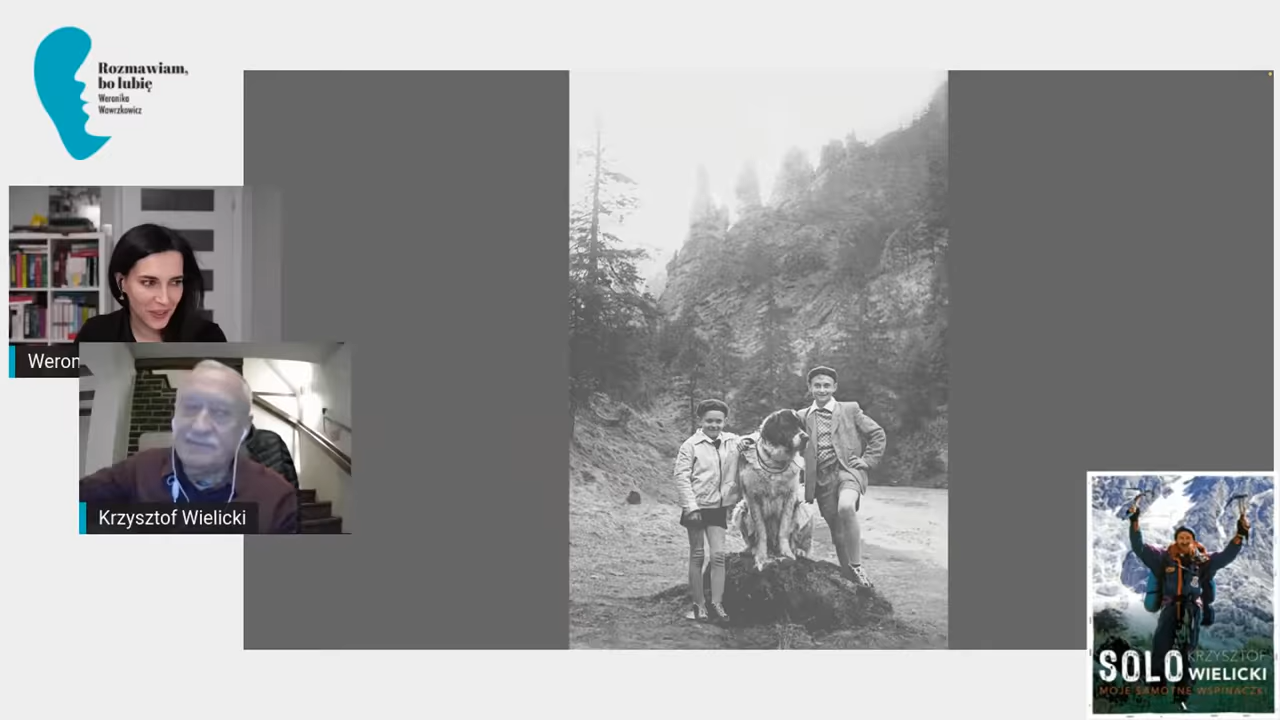 Rozmawiam,
bo lubię
Weronika
Wawrzkowicz
Weron
Krzysztof Wielicki
SOLO KRZYSZTOF
WIELICKI
MOJE SAMOTNE WSPINACZKI